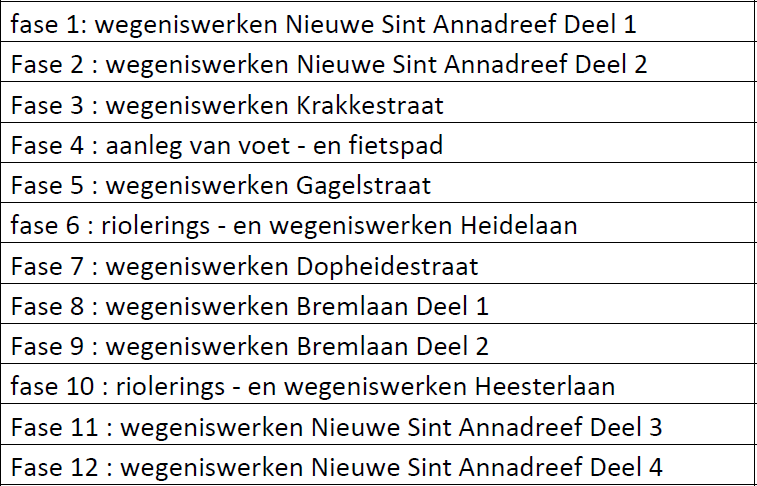 fase 1: wegeniswerken Nieuwe Sint Annadreef Deel 1
Fase 2 : wegeniswerken Nieuwe Sint Annadreef Deel 2
Fase 3 : wegeniswerken Krakkestraat
Fase 4 : aanleg van voet - en fietspad
Fase 5 : wegeniswerken Gagelstraat
fase 6 : riolerings - en wegeniswerken Heidelaan
Fase 7 : wegeniswerken Dopheidestraat
Fase 8 : wegeniswerken Bremlaan Deel 1
Fase 9 : wegeniswerken Bremlaan Deel 2
fase 10 : riolerings - en wegeniswerken Heesterlaan
Fase 11 : wegeniswerken Nieuwe Sint Annadreef Deel 3
Fase 12 : wegeniswerken Nieuwe Sint Annadreef Deel 4